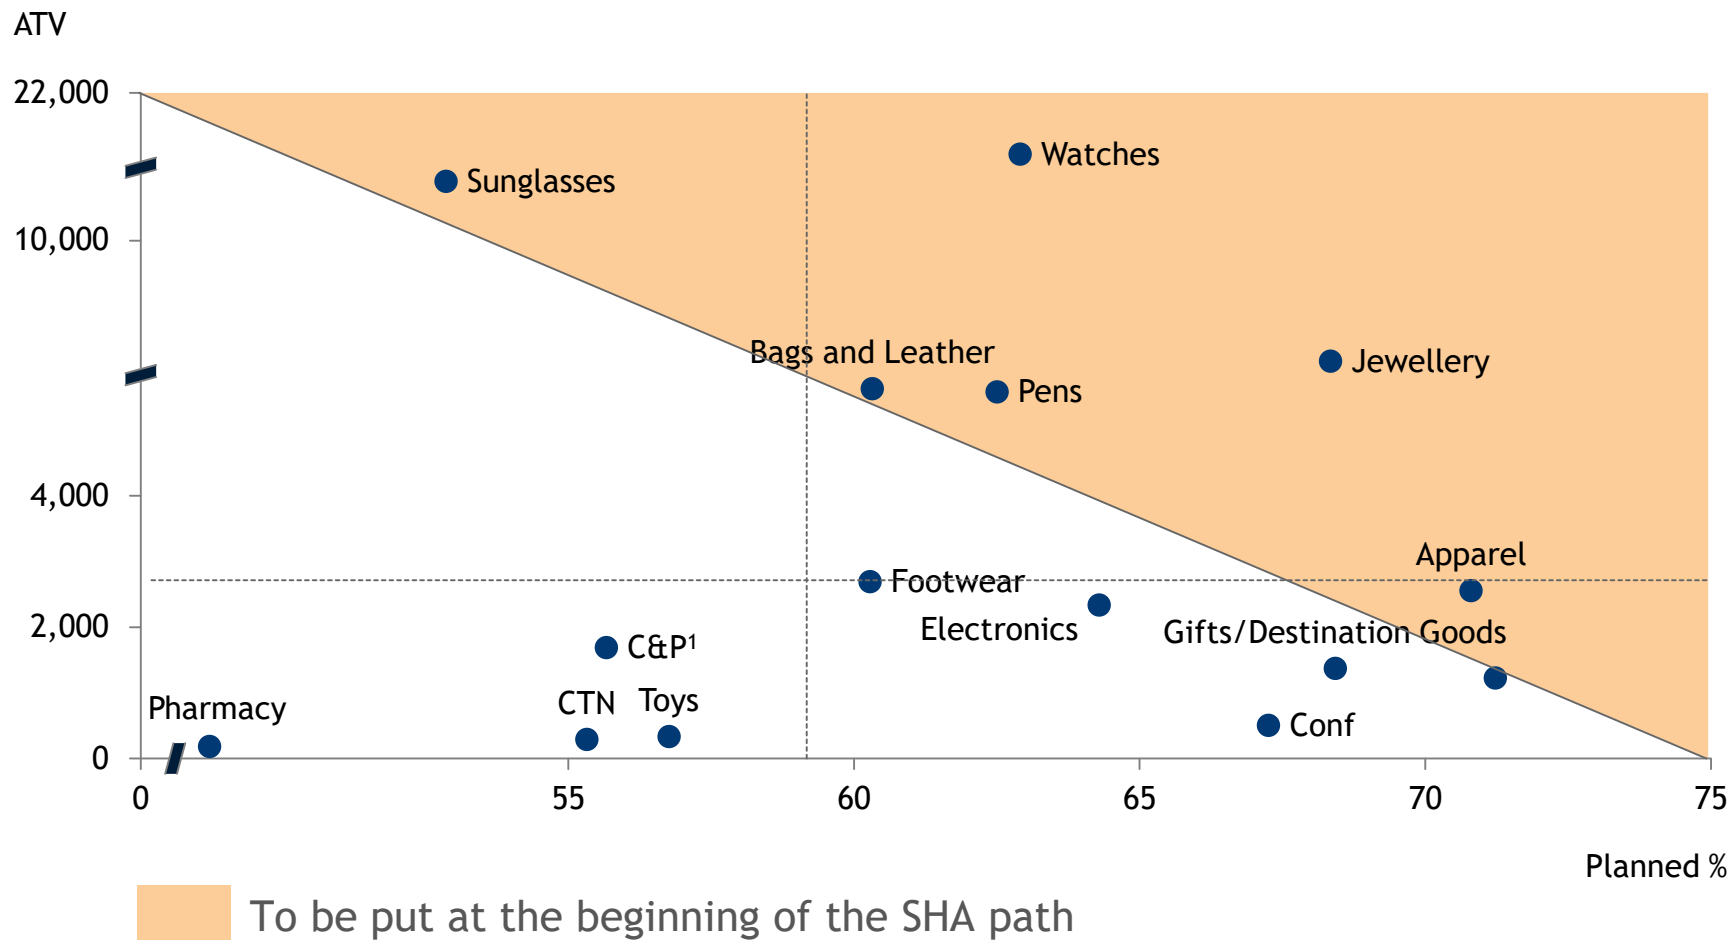 ATV
22,000
Watches
Sunglasses
10,000
Bags and Leather
Jewellery
Pens
4,000
Apparel
Footwear
2,000
Electronics
Gifts/Destination Goods
C&P¹
CTN
Toys
Pharmacy
Conf
0
0
55
60
65
70
75
Planned %
To be put at the beginning of the SHA path